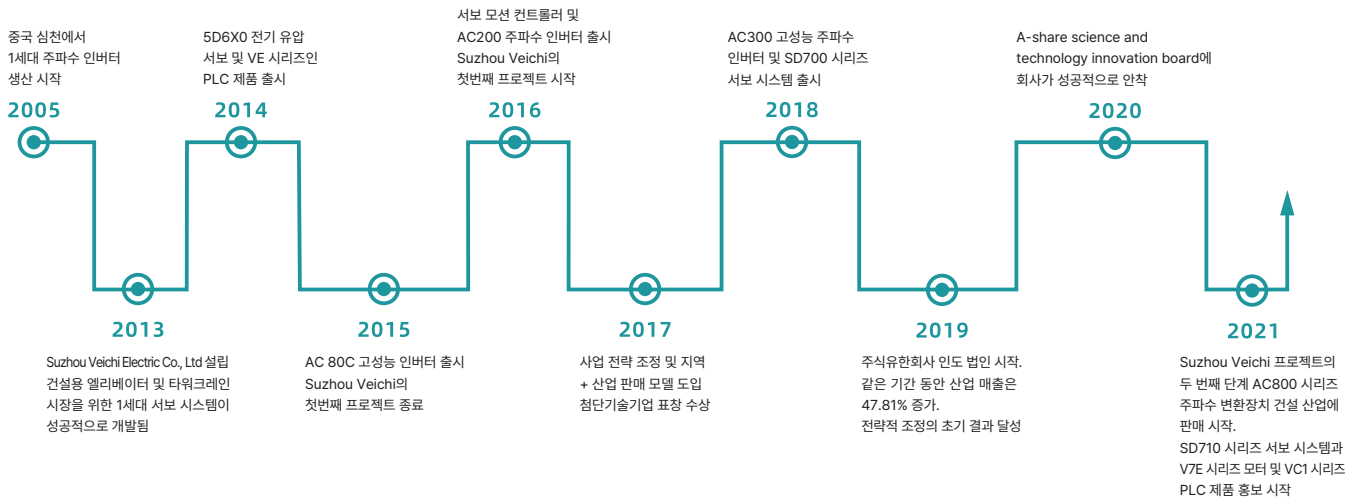 중국 심천에서
1세대 주파수 인버터
생산 시작
2005
5D6X0 전기 유압
서보 및 VE 시리즈인
PLC 제품 출시
2014
서보 모션 컨트롤러 및
AC200 주파수 인버터 출시
Suzhou Veichi의
첫번째 프로젝트 시작
2016
AC300 고성능 주파수
인버터 및 SD700 시리즈
서보 시스템 출시
2018
A-share science and
technology innovation board에
회사가 성공적으로 안착
2020
2013
Suzhou Veichi Electric Co., Ltd 설립
건설용 엘리베이터 및 타워크레인
시장을 위한 1세대 서보 시스템이
성공적으로 개발됨
2015
AC 80C 고성능 인버터 출시
Suzhou Veichi의
첫번째 프로젝트 종료
2017
사업 전략 조정 및 지역
+ 산업 판매 모델 도입
첨단기술기업 표창 수상
2019
주식유한회사 인도 법인 시작.
같은 기간 동안 산업 매출은
47.81% 증가.
전략적 조정의 초기 결과 달성
2021
Suzhou Veichi 프로젝트의
두 번째 단계 AC800 시리즈
주파수 변환장치 건설 산업에
판매 시작.
SD710 시리즈 서보 시스템과
V7E 시리즈 모터 및 VC1 시리즈
PLC 제품 홍보 시작